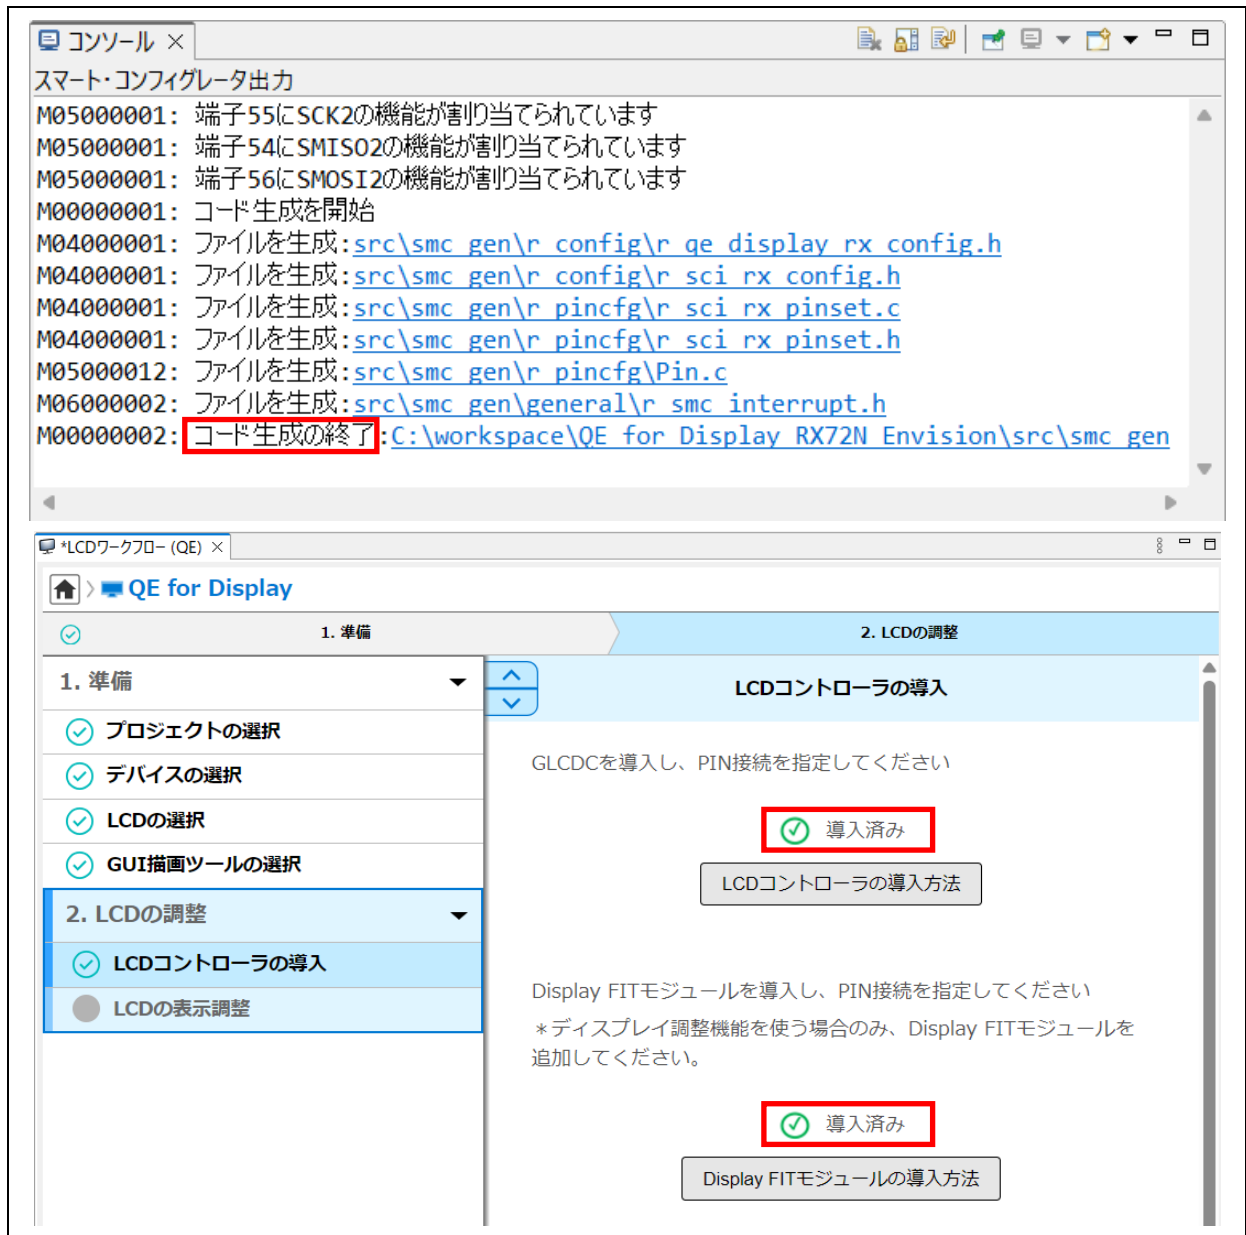 コンソール
スマート・コンフィグレータ出力
M05000001: 端子55にSCK2の機能が割り当てられています
M05000001: 端子54にSMISO2の機能が割り当てられています
M05000001: 端子56にSMOSI2の機能が割り当てられています
M00000001: コード生成を開始
M04000001: ファイルを生成:src\smc_gen\r_config\r_qe_display_rx_config.h
M04000001: ファイルを生成:src\smc_gen\r_config\r_sci_rx_config.h
M04000001: ファイルを生成:src\smc_gen\r_pincfg\r_sci_rx_pinset.c
M04000001: ファイルを生成:src\smc_gen\r_pincfg\r_sci_rx_pinset.h
M05000012: ファイルを生成:src\smc_gen\r_pincfg\Pin.c
M06000002: ファイルを生成:src\smc_gen\general\r_smc_interrupt.h
M00000002: コード生成の終了:C:\workspace\QE_for_Display_RX72N_Envision\src\smc_gen
*LCDワークフロー (QE)
QE for Display
1. 準備
2. LCDの調整
1. 準備
プロジェクトの選択
デバイスの選択
LCDの選択
GUI描画ツールの選択
2. LCDの調整
LCDコントローラの導入
LCDの表示調整
LCDコントローラの導入
GLCDCを導入し、PIN接続を指定してください
導入済み
LCDコントローラの導入方法
Display FITモジュールを導入し、PIN接続を指定してください
＊ディスプレイ調整機能を使う場合のみ、Display FITモジュールを
追加してください。
導入済み
Display FITモジュールの導入方法